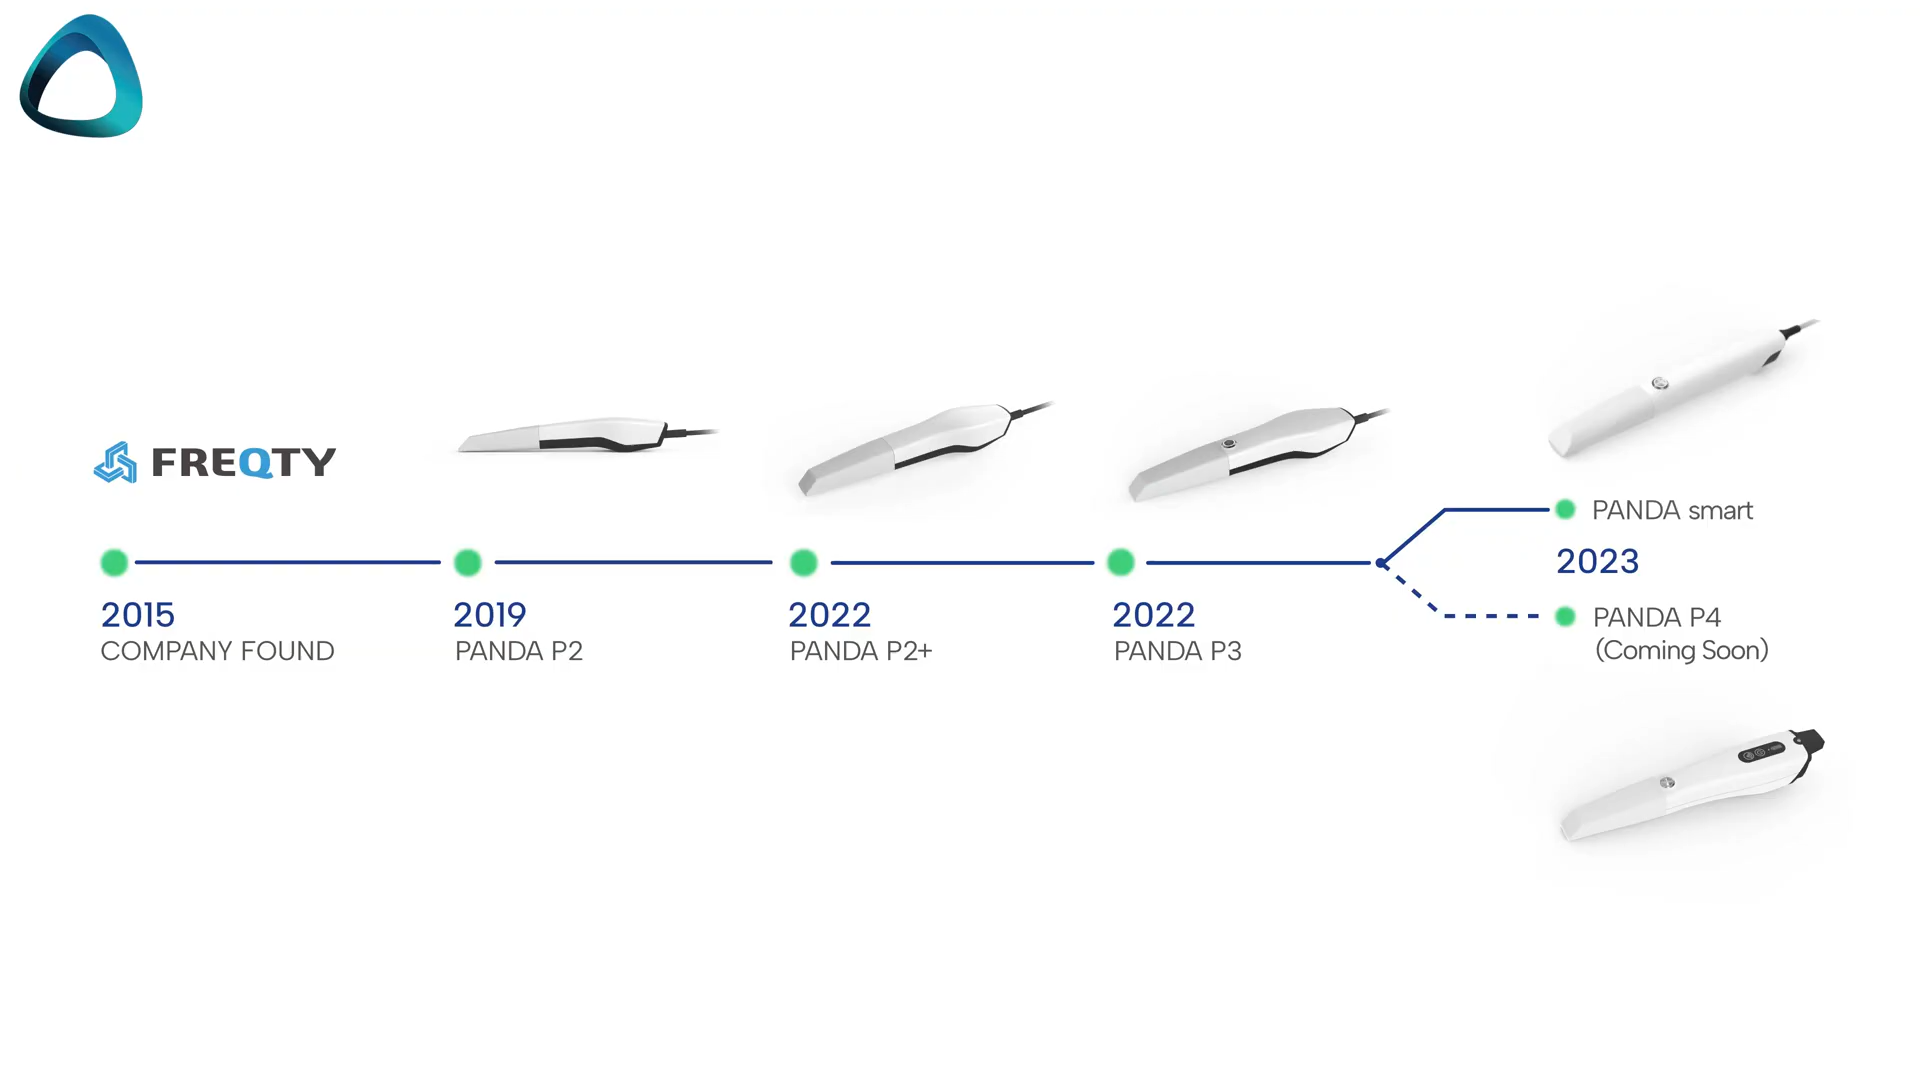 FREQTY
2015
COMPANY FOUND
2019
PANDA P2
2022
PANDA P2+
2022
PANDA P3
PANDA smart
2023
PANDA P4
(Coming Soon)